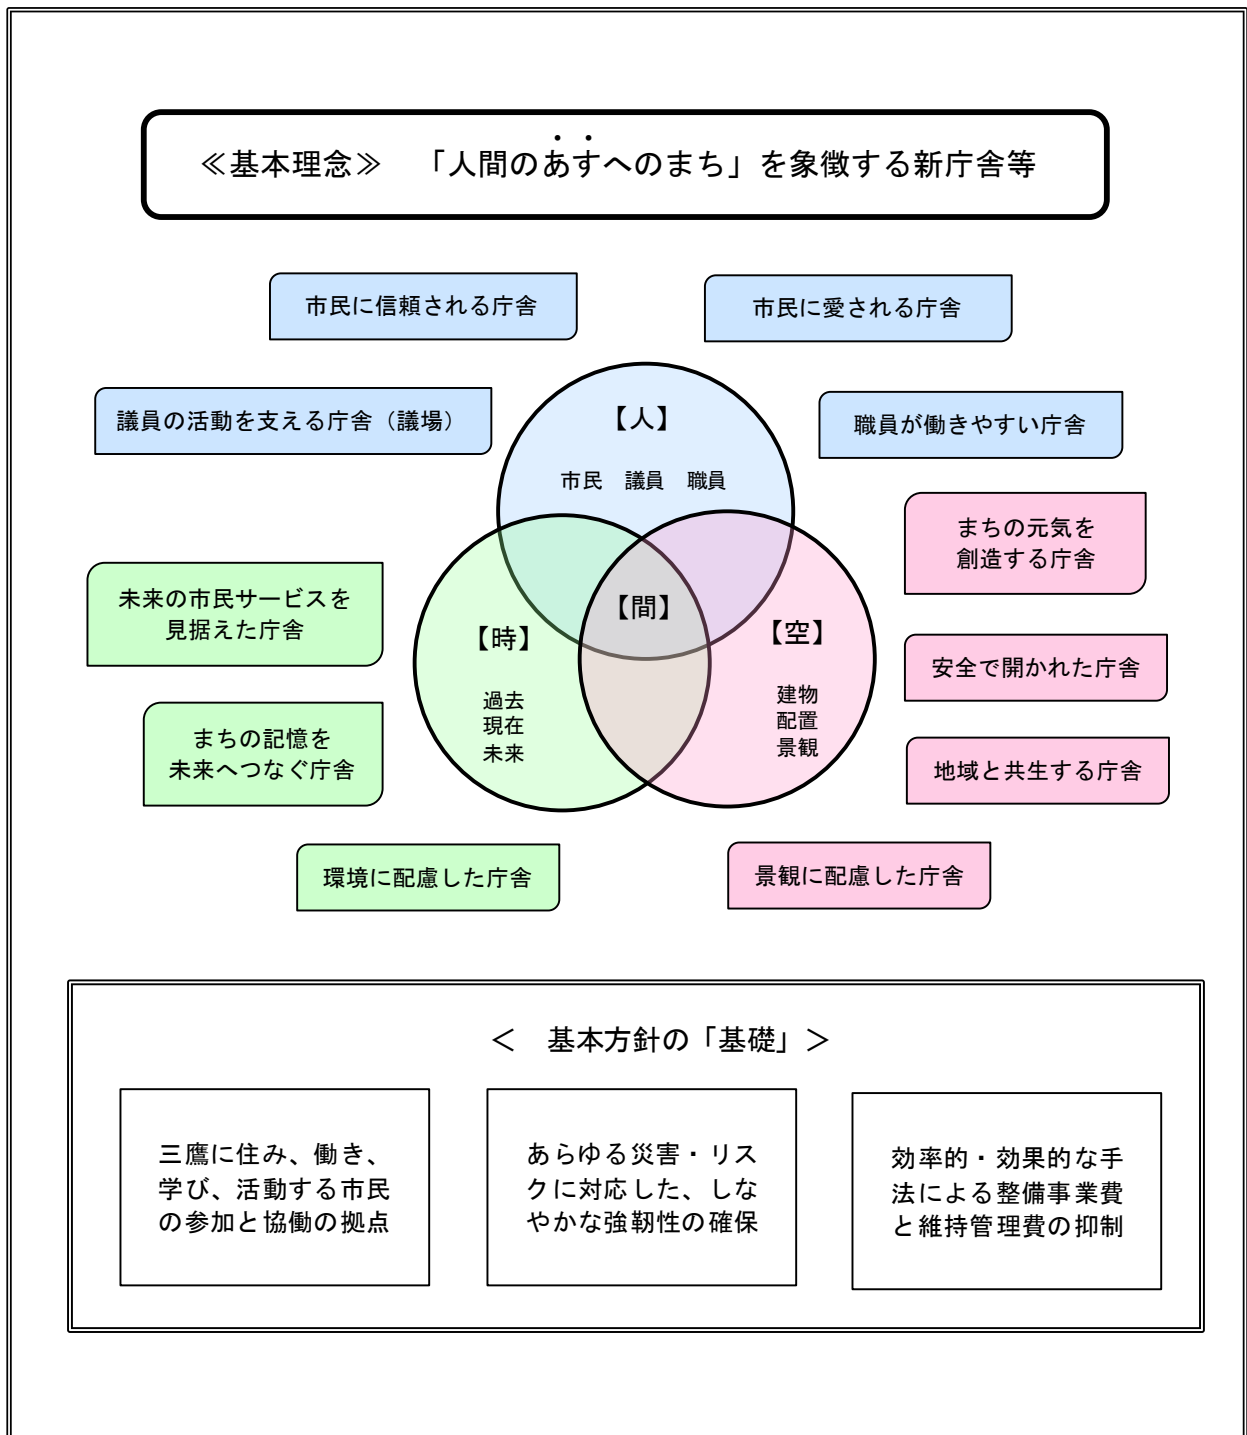 ≪基本理念≫　「人間のあすへのまち」を象徴する新庁舎等
市民に信頼される庁舎
市民に愛される庁舎
議員の活動を支える庁舎（議場）
職員が働きやすい庁舎
【人】
市民　議員　職員
まちの元気を
創造する庁舎
未来の市民サービスを
見据えた庁舎
【間】
【時】
過去
現在
未来
【空】
建物
配置
景観
安全で開かれた庁舎
まちの記憶を
未来へつなぐ庁舎
地域と共生する庁舎
環境に配慮した庁舎
景観に配慮した庁舎
＜　基本方針の「基礎」＞
三鷹に住み、働き、
学び、活動する市民
の参加と協働の拠点
あらゆる災害・リス
クに対応した、しな
やかな強靭性の確保
効率的・効果的な手
法による整備事業費
と維持管理費の抑制